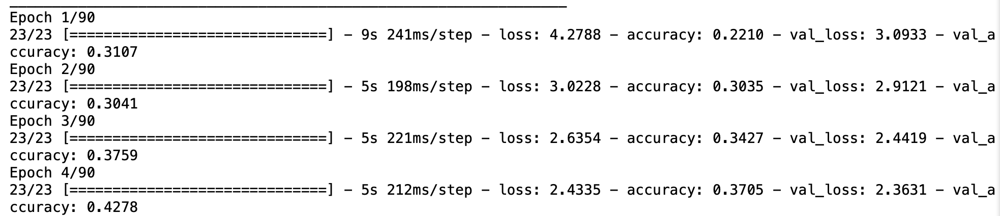 Epoch 1/90
23/23 [==============================] - 9s 241ms/step - loss: 4.2788 - accuracy: 0.2210 - val_loss: 3.0933 - val_a
ccuracy: 0.3107
Epoch 2/90
23/23 [==============================] - 5s 198ms/step - loss: 3.0228 - accuracy: 0.3035 - val_loss: 2.9121 - val_a
ccuracy: 0.3041
Epoch 3/90
23/23 [==============================] - 5s 221ms/step - loss: 2.6354 - accuracy: 0.3427 - val_loss: 2.4419 - val_a
ccuracy: 0.3759
Epoch 4/90
23/23 [==============================] - 5s 212ms/step - loss: 2.4335 - accuracy: 0.3705 - val_loss: 2.3631 - val_a
ccuracy: 0.4278